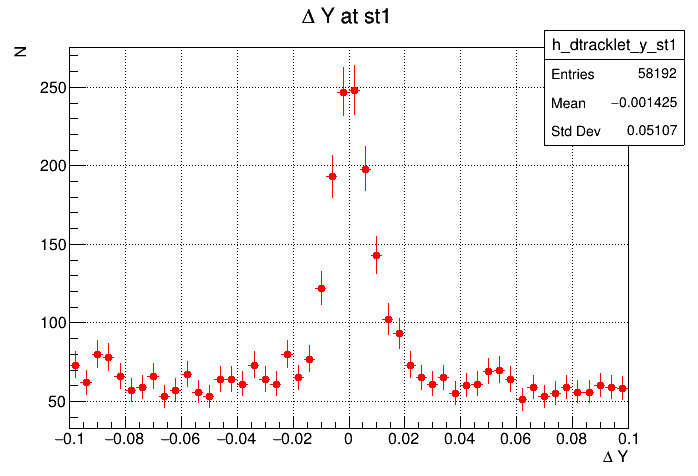 Δ Y at st1
N
h_dtracklet_y_st1
Entries 58192
Mean −0.001425
Std Dev 0.05107
250
200
150
100
50
−0.1 −0.08 −0.06 −0.04 −0.02 0 0.02 0.04 0.06 0.08 0.1
Δ Y